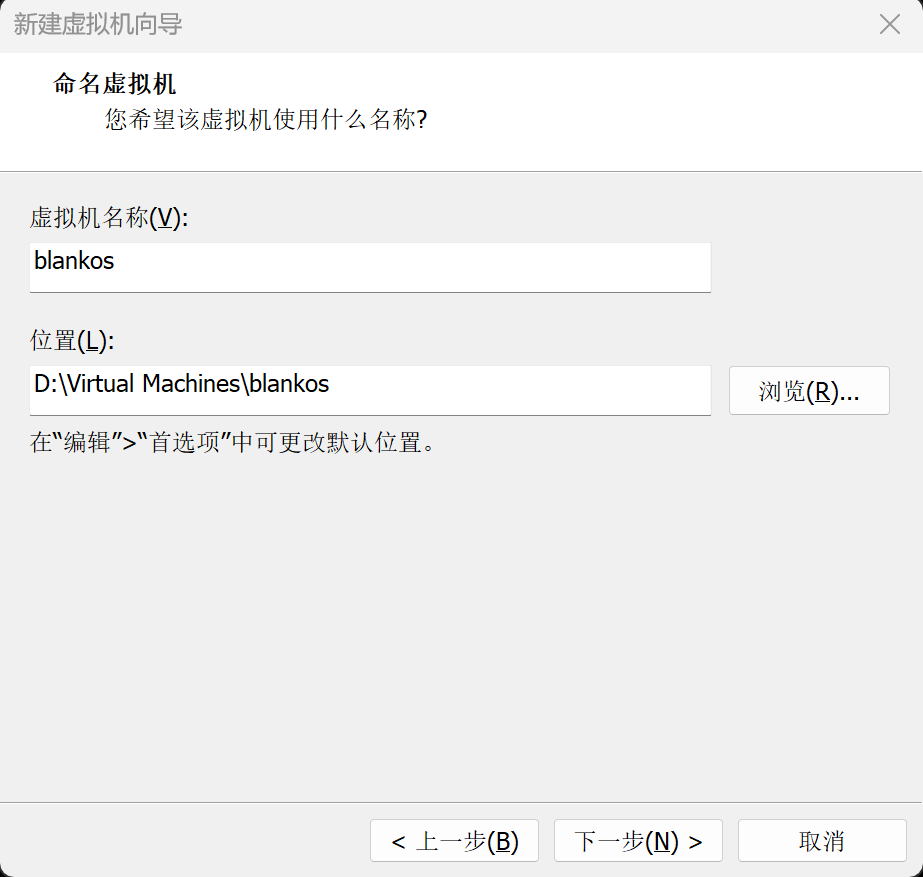 新建虚拟机向导
命名虚拟机
您希望该虚拟机使用什么名称?
虚拟机名称(V):
blankos
位置(L):
D:\Virtual Machines\blankos
浏览(R)...
在“编辑”>“首选项”中可更改默认位置。
< 上一步(B) 下一步(N) > 取消